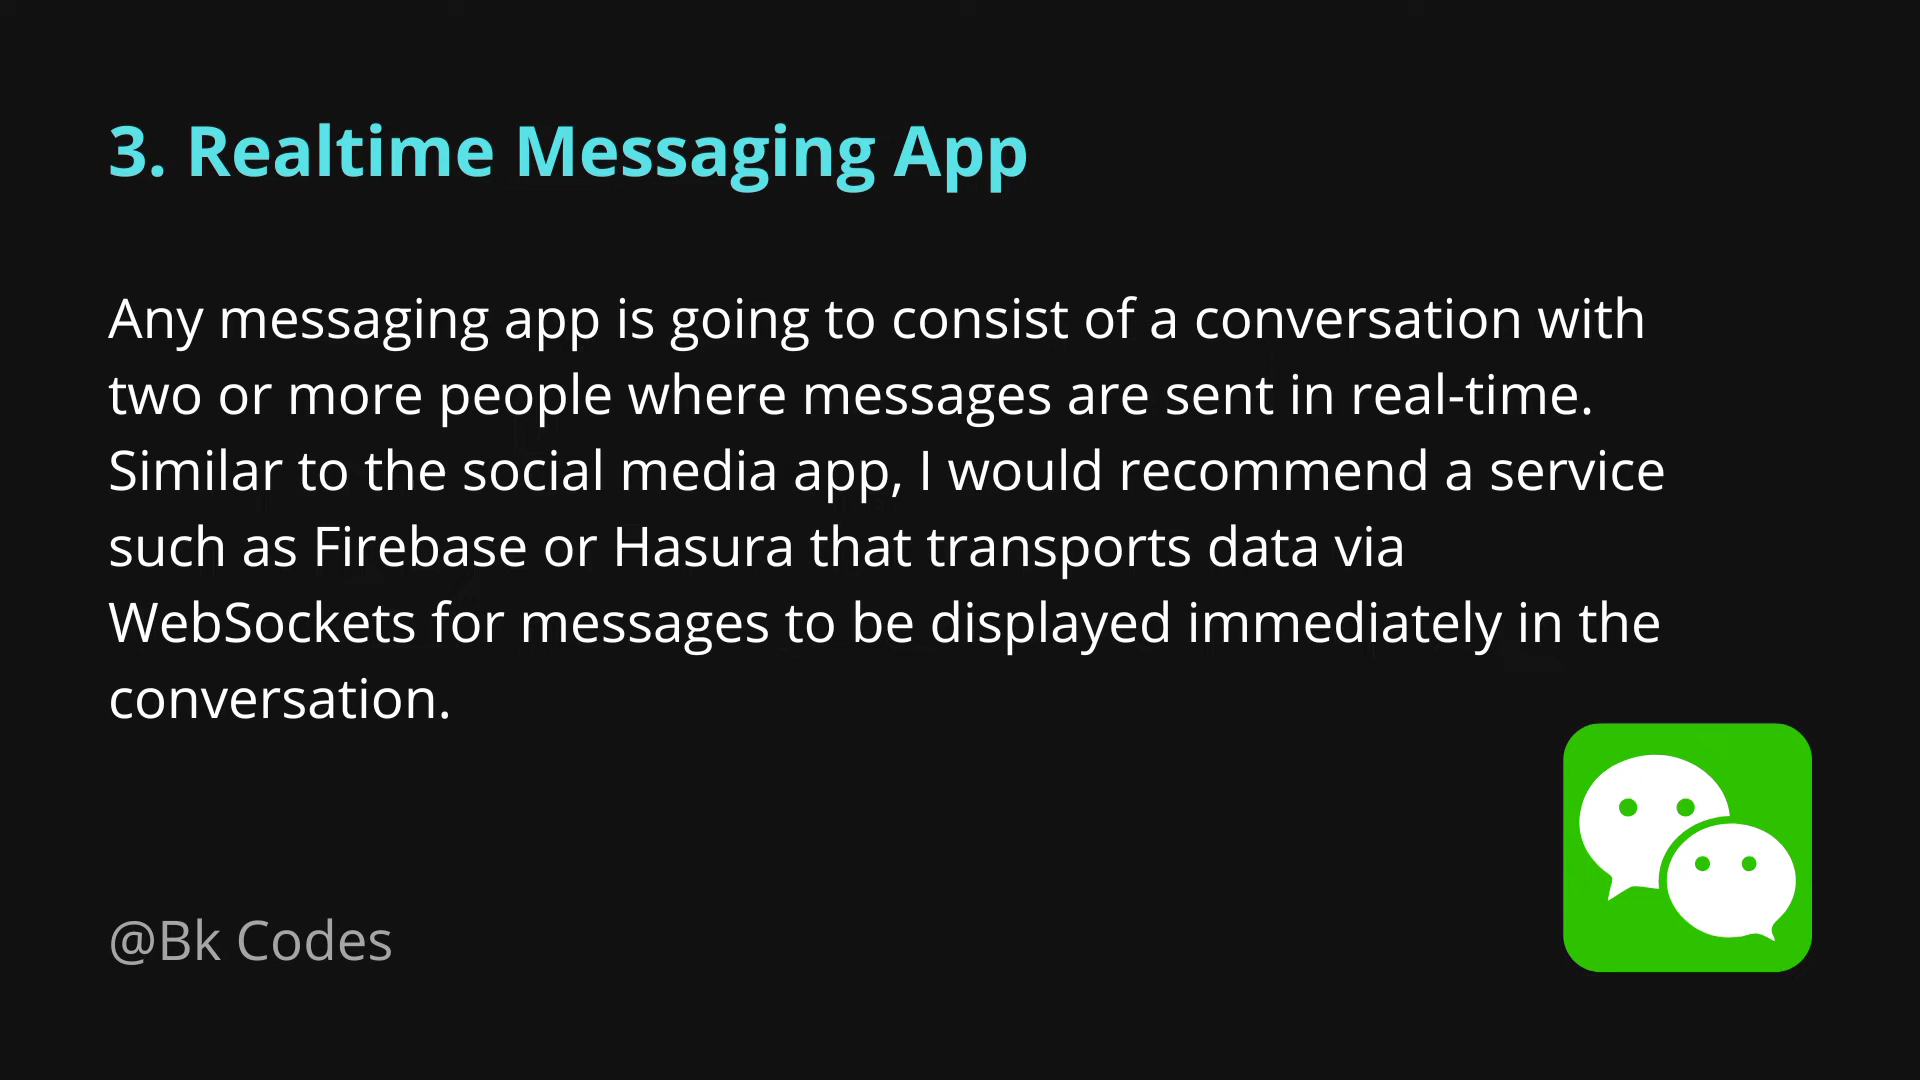 3. Realtime Messaging App
Any messaging app is going to consist of a conversation with
two or more people where messages are sent in real-time.
Similar to the social media app, I would recommend a service
such as Firebase or Hasura that transports data via
WebSockets for messages to be displayed immediately in the
conversation.
@Bk Codes